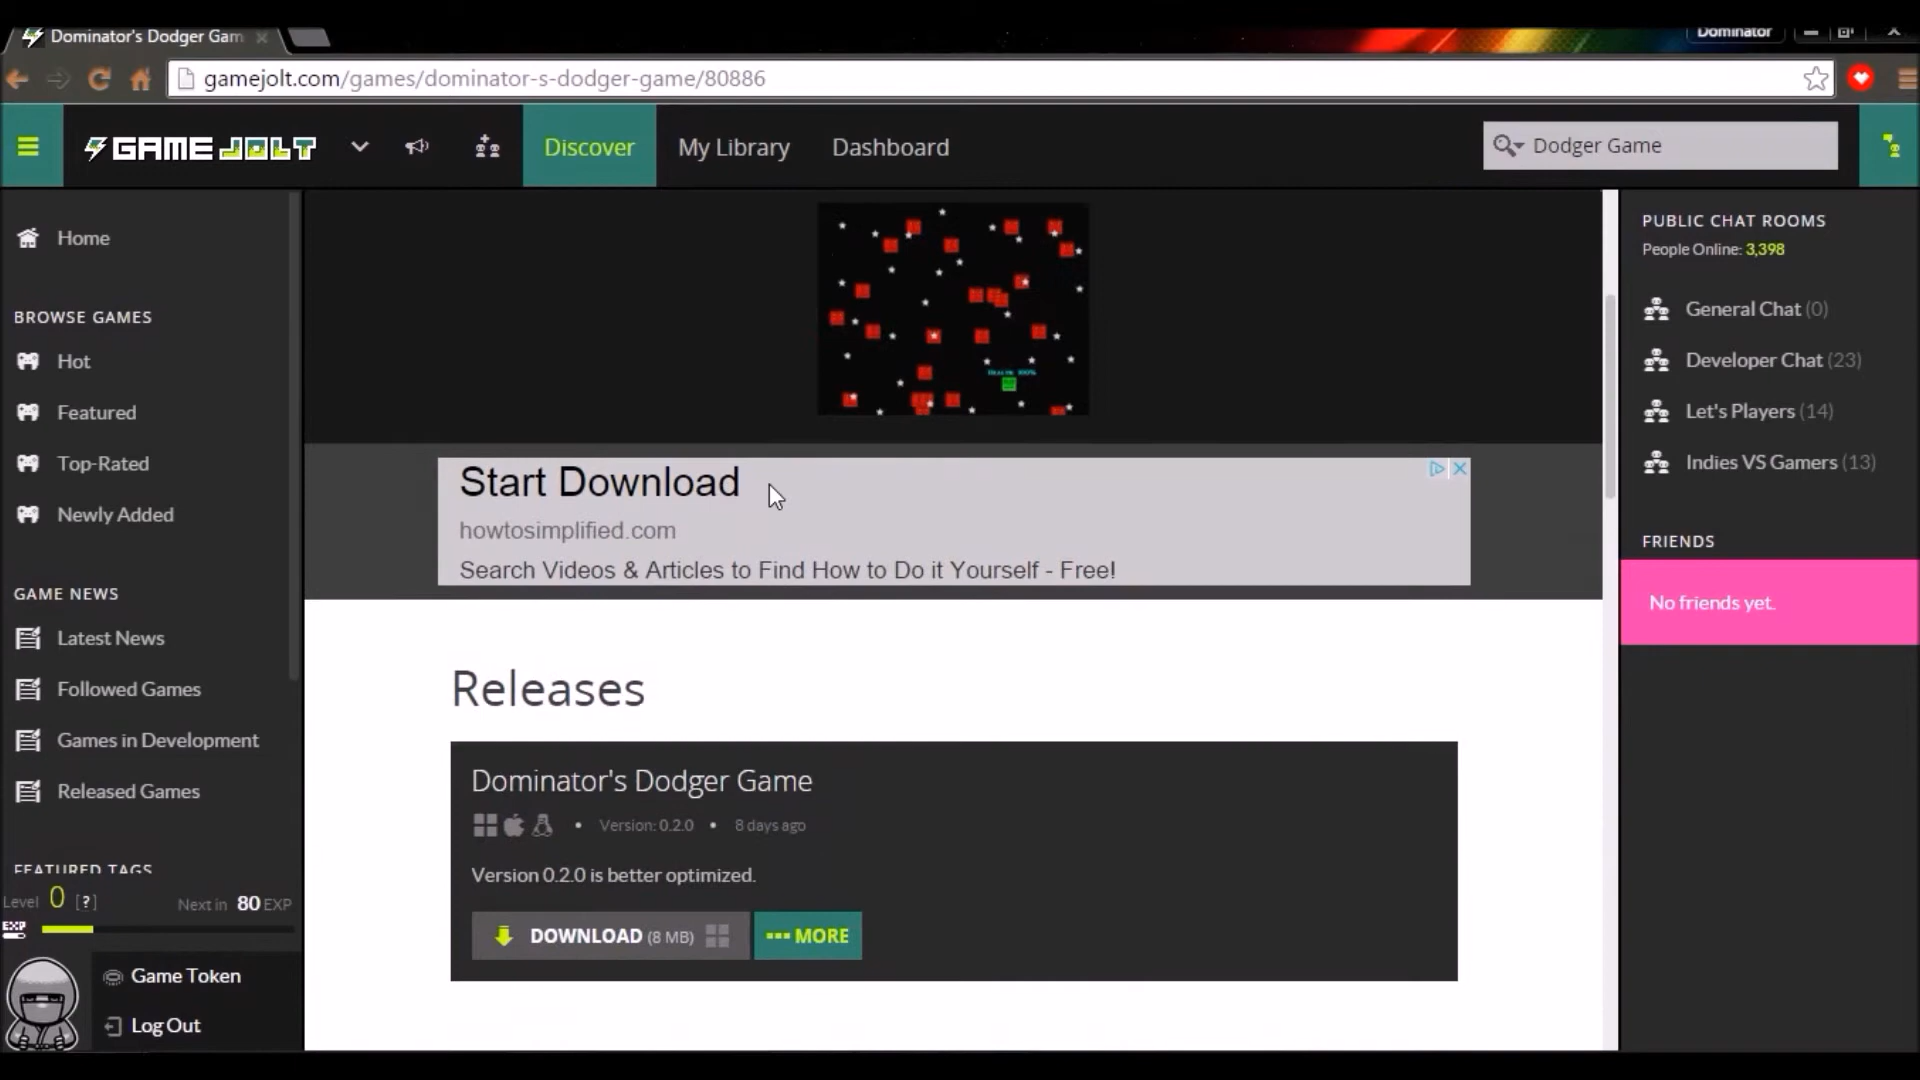 Dominator's Dodger Gam
Dominator
gamejolt.com/games/dominator-s-dodger-game/80886
GAME JOLT
Discover
My Library
Dashboard
Dodger Game
Home
BROWSE GAMES
Hot
Featured
Top-Rated
Newly Added
GAME NEWS
Latest News
Followed Games
Games in Development
Released Games
FEATURED TAGS
Level 0 [?]
Next in 80 EXP
EXP
Game Token
Log Out
Health 100%
Start Download
howtosimplified.com
Search Videos & Articles to Find How to Do it Yourself - Free!
Releases
Dominator's Dodger Game
• Version: 0.2.0 • 8 days ago
Version 0.2.0 is better optimized.
DOWNLOAD (8 MB)
MORE
PUBLIC CHAT ROOMS
People Online: 3,398
General Chat (0)
Developer Chat (23)
Let's Players (14)
Indies VS Gamers (13)
FRIENDS
No friends yet.